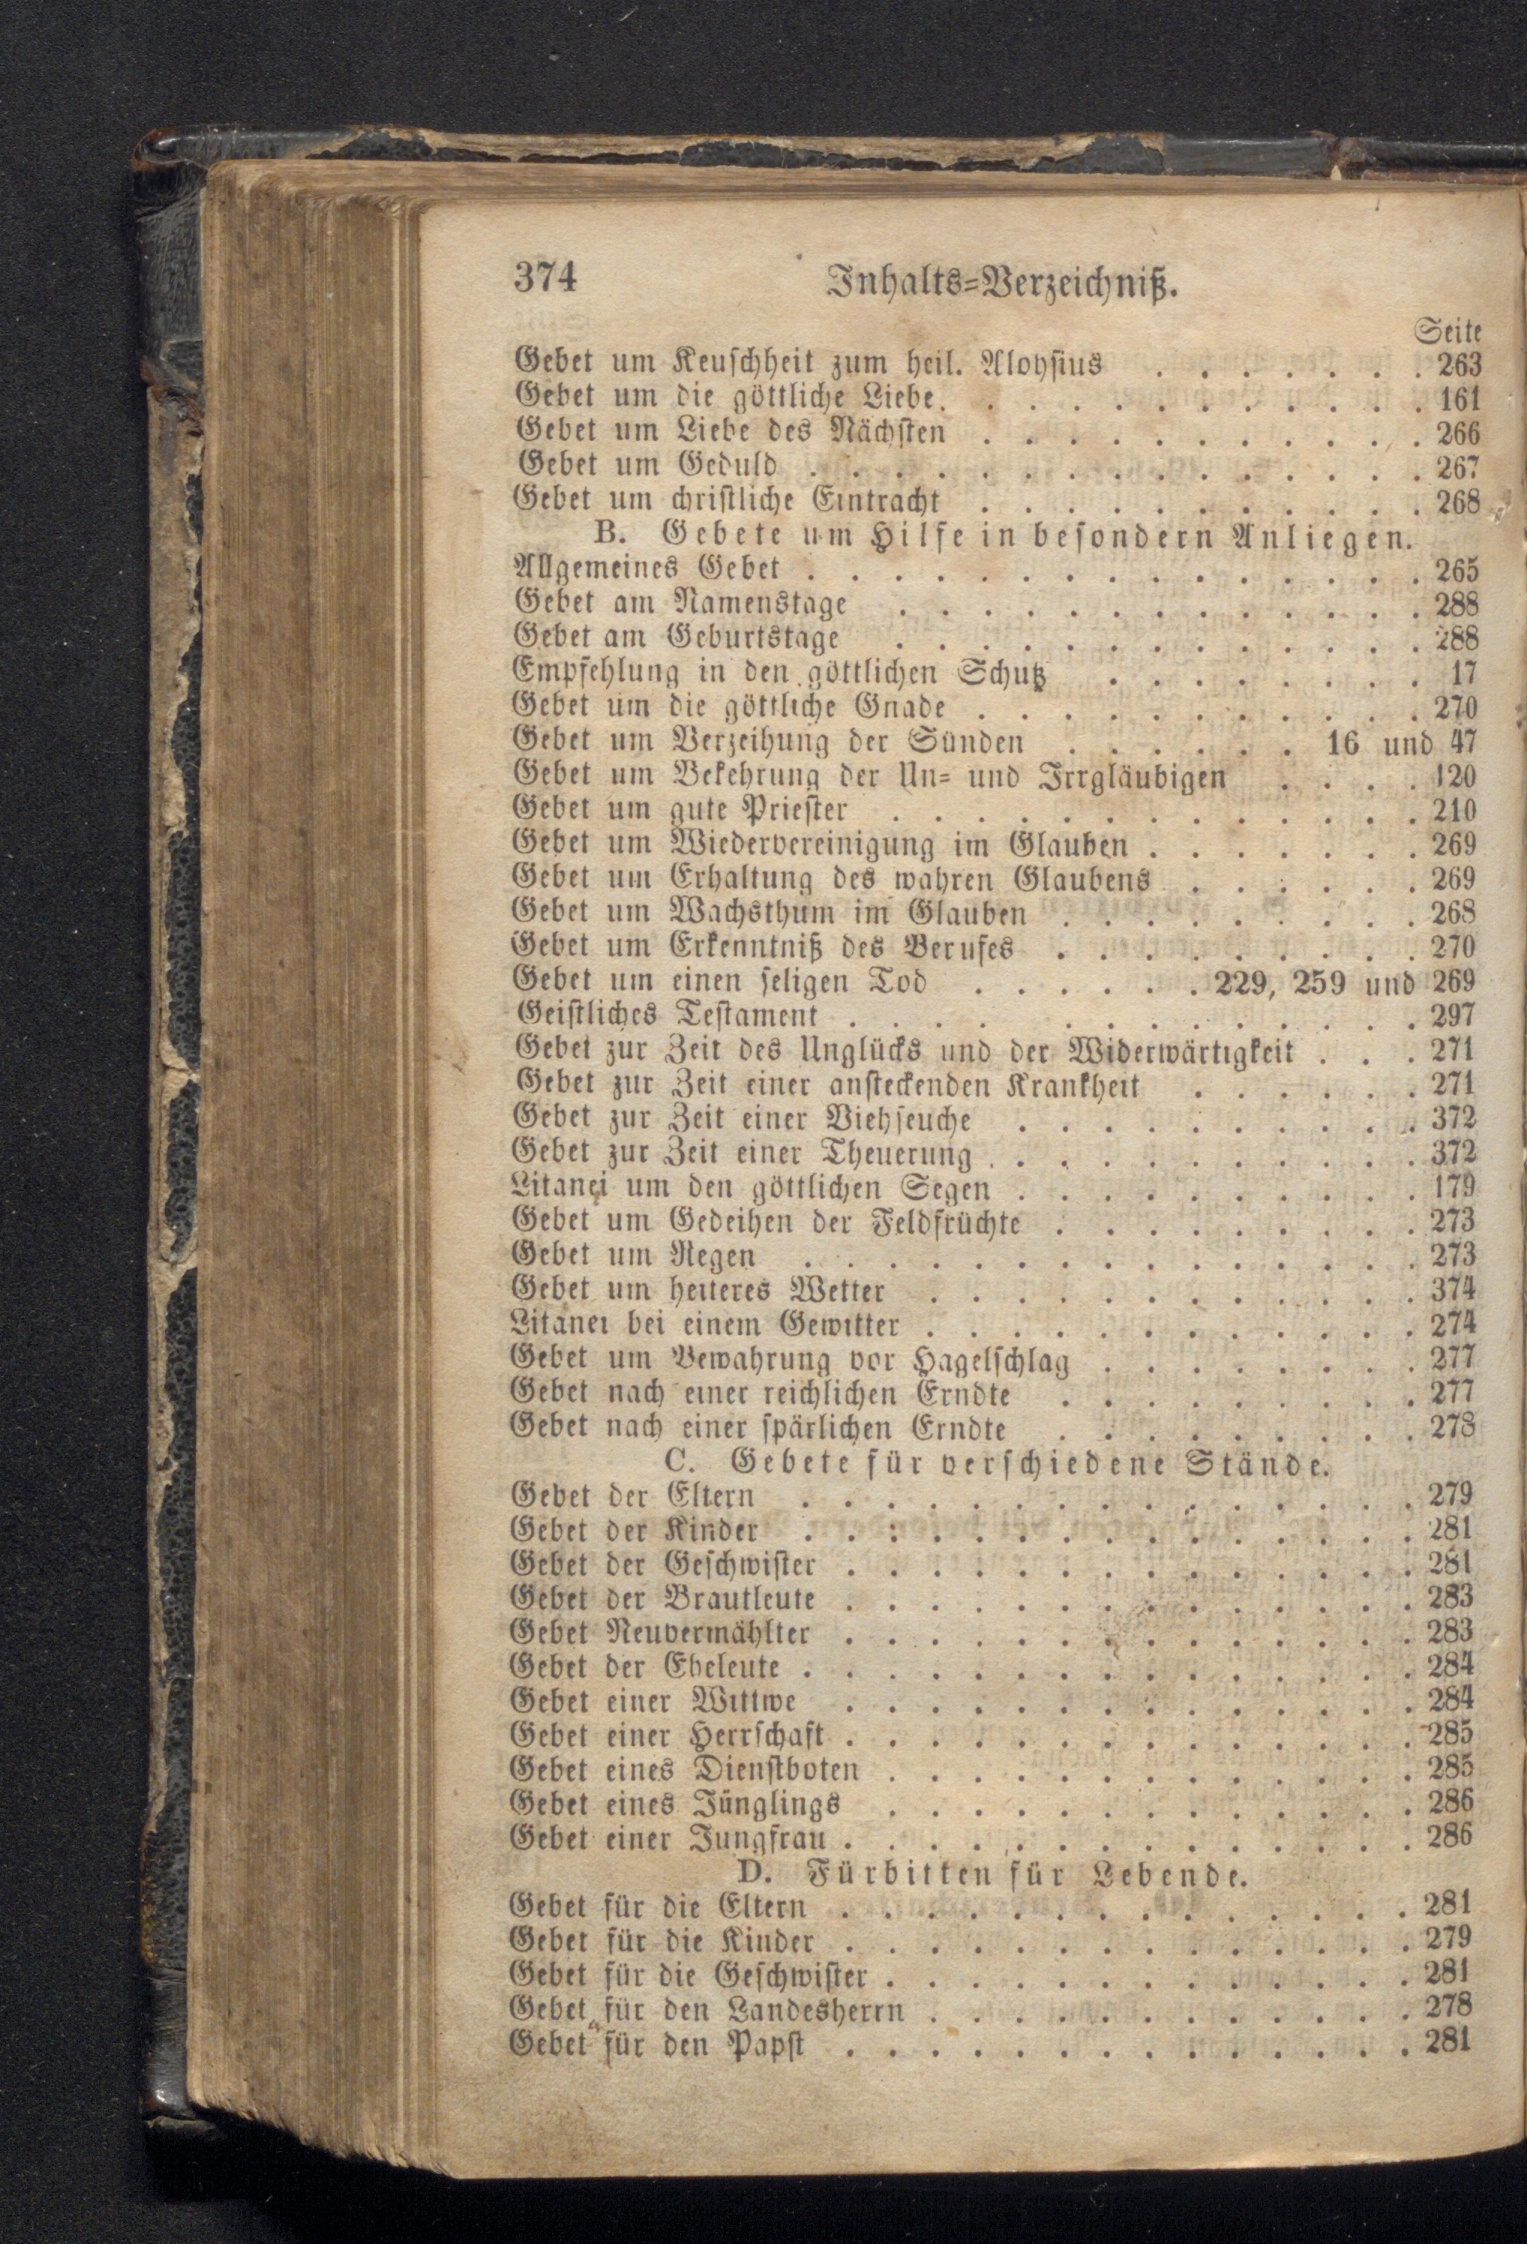 374 Inhalts=Verzeichniß.
Seite
Gebet um Keuschheit zum heil. Aloysius . . . . . . . 263
Gebet um die göttliche Liebe. . . . . . . . . . . . 161
Gebet um Liebe des Nächsten . . . . . . . . . . . 266
Gebet um Geduld . . . . . . . . . . . . . . . 267
Gebet um christliche Eintracht . . . . . . . . . . . 268
B. Gebete um Hilfe in besondern Anliegen.
Allgemeines Gebet . . . . . . . . . . . . . . . 265
Gebet am Namenstage . . . . . . . . . . . . . 288
Gebet am Geburtstage . . . . . . . . . . . . . 288
Empfehlung in den göttlichen Schutz . . . . . . . . 17
Gebet um die göttliche Gnade . . . . . . . . . . . 270
Gebet um Verzeihung der Sünden . . . . . . 16 und 47
Gebet um Bekehrung der Un= und Irrgläubigen . . . . 120
Gebet um gute Priester . . . . . . . . . . . . . 210
Gebet um Wiedervereinigung im Glauben . . . . . . . 269
Gebet um Erhaltung des wahren Glaubens . . . . . . 269
Gebet um Wachsthum im Glauben . . . . . . . . . 268
Gebet um Erkenntniß des Berufes . . . . . . . . . 270
Gebet um einen seligen Tod . . . . . . 229, 259 und 269
Geistliches Testament . . . . . . . . . . . . . 297
Gebet zur Zeit des Unglücks und der Widerwärtigkeit . . . 271
Gebet zur Zeit einer ansteckenden Krankheit . . . . . . 271
Gebet zur Zeit einer Viehseuche . . . . . . . . . . 372
Gebet zur Zeit einer Theuerung . . . . . . . . . . . 372
Litanei um den göttlichen Segen . . . . . . . . . . 179
Gebet um Gedeihen der Feldfrüchte . . . . . . . . . 273
Gebet um Regen . . . . . . . . . . . . . . . 273
Gebet um heiteres Wetter . . . . . . . . . . . . 374
Litanei bei einem Gewitter . . . . . . . . . . . . 274
Gebet um Bewahrung vor Hagelschlag . . . . . . . . 277
Gebet nach einer reichlichen Erndte . . . . . . . . . 277
Gebet nach einer spärlichen Erndte . . . . . . . . . 278
C. Gebete für verschiedene Stände.
Gebet der Eltern . . . . . . . . . . . . . . . 279
Gebet der Kinder . . . . . . . . . . . . . . . 281
Gebet der Geschwister . . . . . . . . . . . . . . 281
Gebet der Brautleute . . . . . . . . . . . . . . 283
Gebet Neuvermählter . . . . . . . . . . . . . . 283
Gebet der Eheleute . . . . . . . . . . . . . . . 284
Gebet einer Wittwe . . . . . . . . . . . . . . 284
Gebet einer Herrschaft . . . . . . . . . . . . . . 285
Gebet eines Dienstboten . . . . . . . . . . . . . 285
Gebet eines Jünglings . . . . . . . . . . . . . 286
Gebet einer Jungfrau . . . . . . . . . . . . . . 286
D. Fürbitten für Lebende.
Gebet für die Eltern . . . . . . . . . . . . . . 281
Gebet für die Kinder . . . . . . . . . . . . . . 279
Gebet für die Geschwister . . . . . . . . . . . . . 281
Gebet für den Landesherrn . . . . . . . . . . . . 278
Gebet für den Papst . . . . . . . . . . . . . . 281